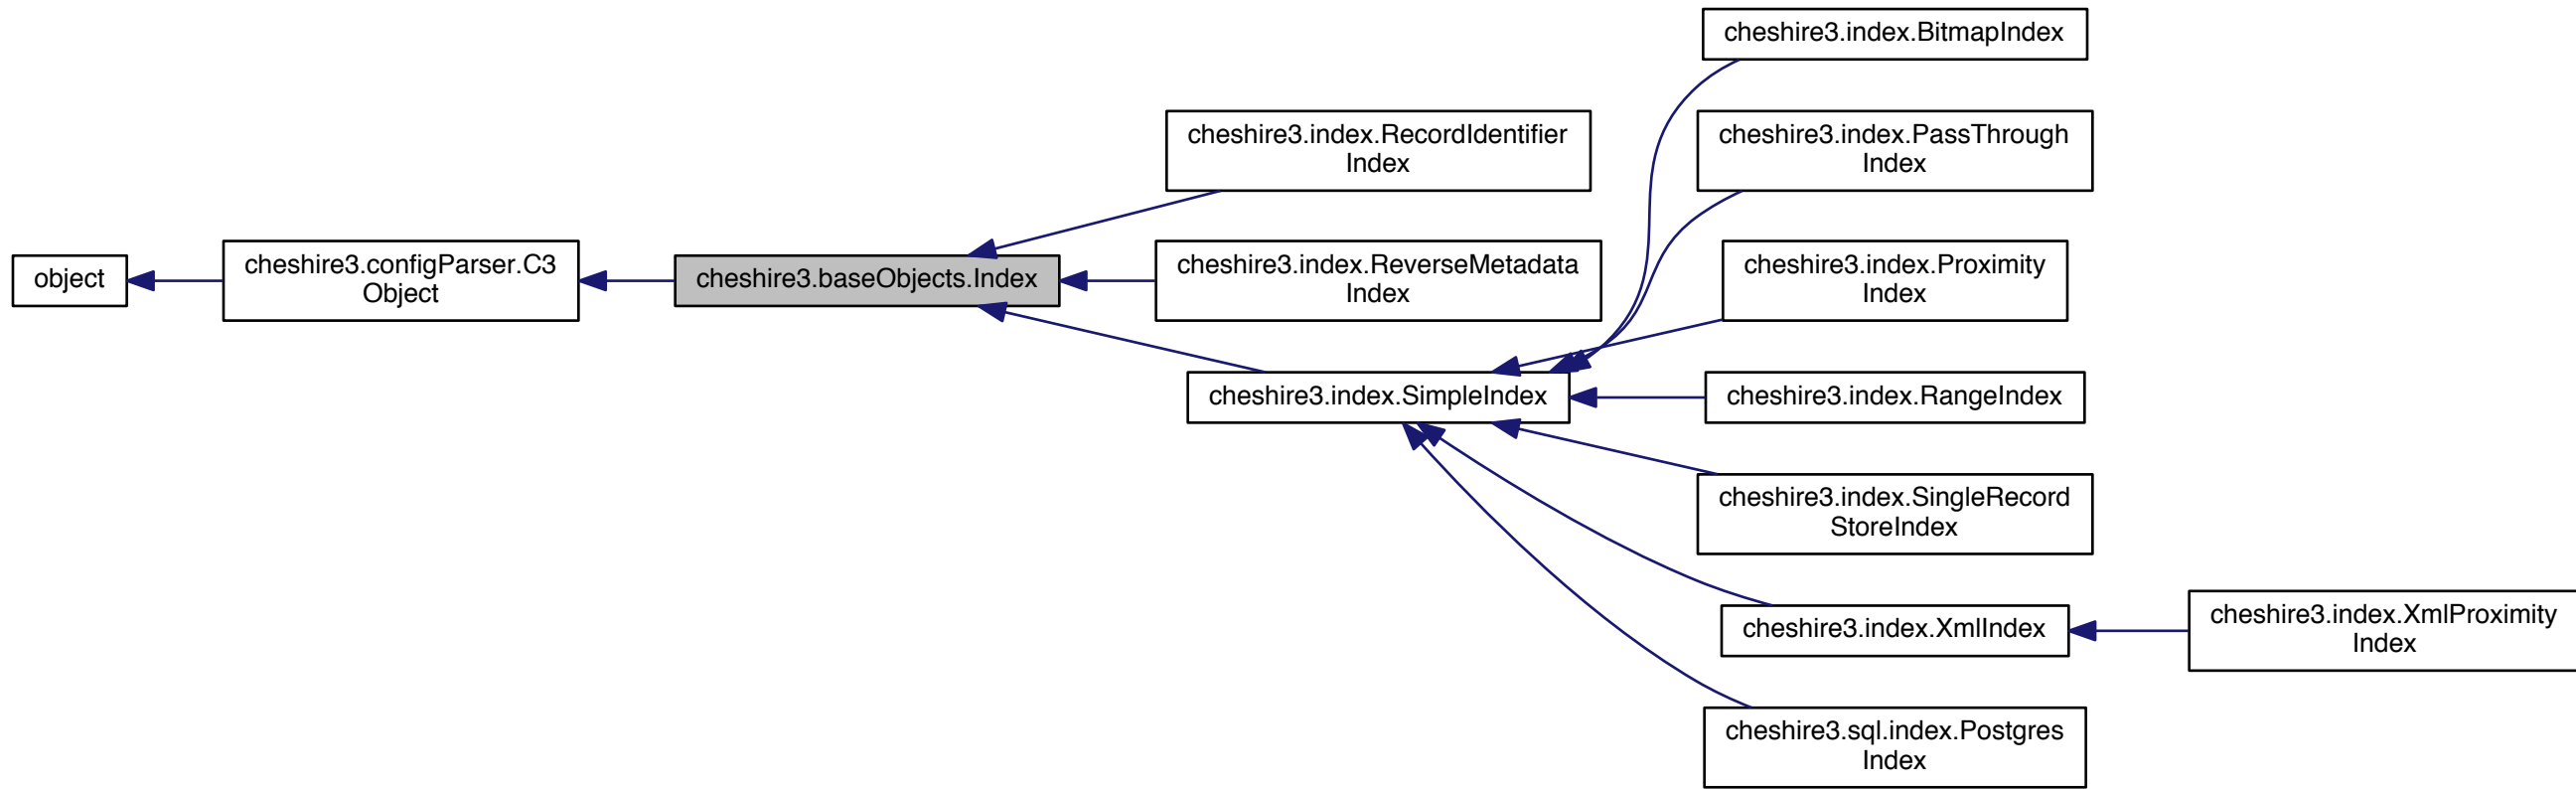 object
cheshire3.configParser.C3
Object
cheshire3.baseObjects.Index
cheshire3.index.RecordIdentifier
Index
cheshire3.index.ReverseMetadata
Index
cheshire3.index.SimpleIndex
cheshire3.index.BitmapIndex
cheshire3.index.PassThrough
Index
cheshire3.index.Proximity
Index
cheshire3.index.RangeIndex
cheshire3.index.SingleRecord
StoreIndex
cheshire3.index.XmlIndex
cheshire3.sql.index.Postgres
Index
cheshire3.index.XmlProximity
Index